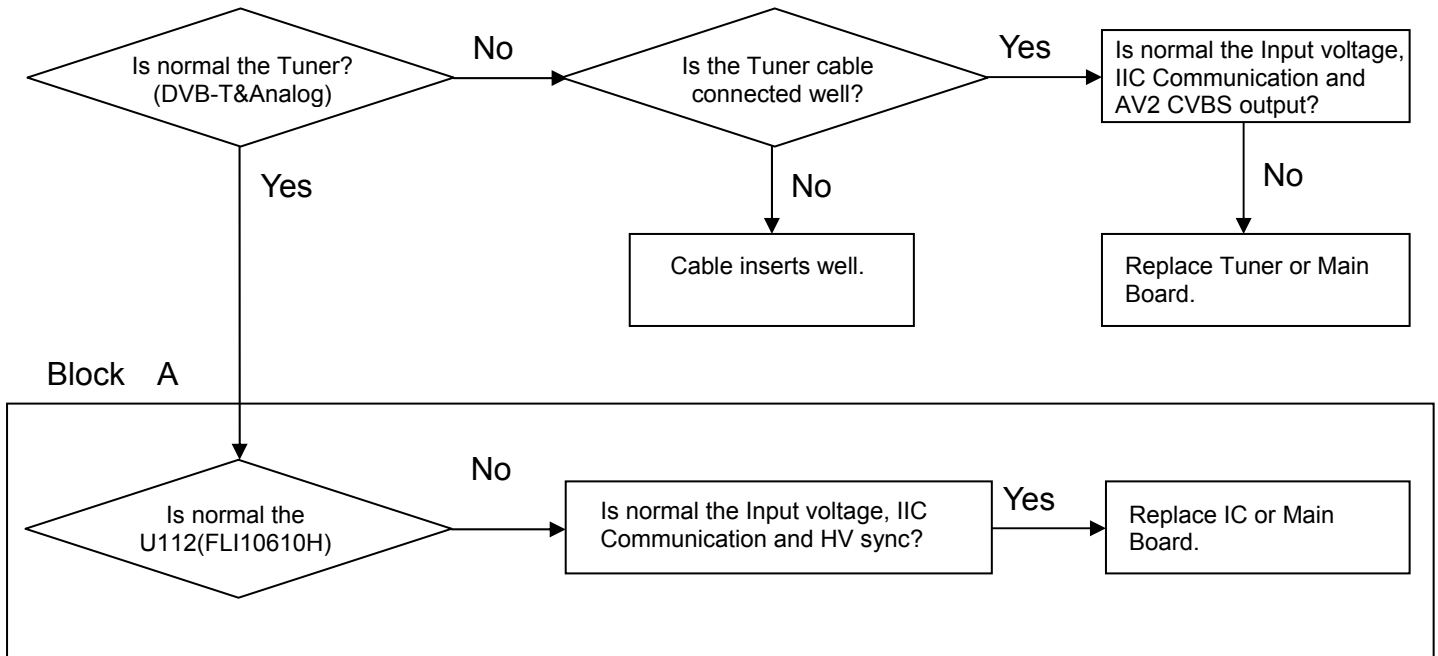 Is normal the Tuner?
(DVB-T&Analog)
No
Is the Tuner cable
connected well?
Yes
Is normal the Input voltage,
IIC Communication and
AV2 CVBS output?
Yes
No
No
Cable inserts well.
Replace Tuner or Main
Board.
Block A
Is normal the
U112(FLI10610H)
No
Is normal the Input voltage, IIC
Communication and HV sync?
Yes
Replace IC or Main
Board.